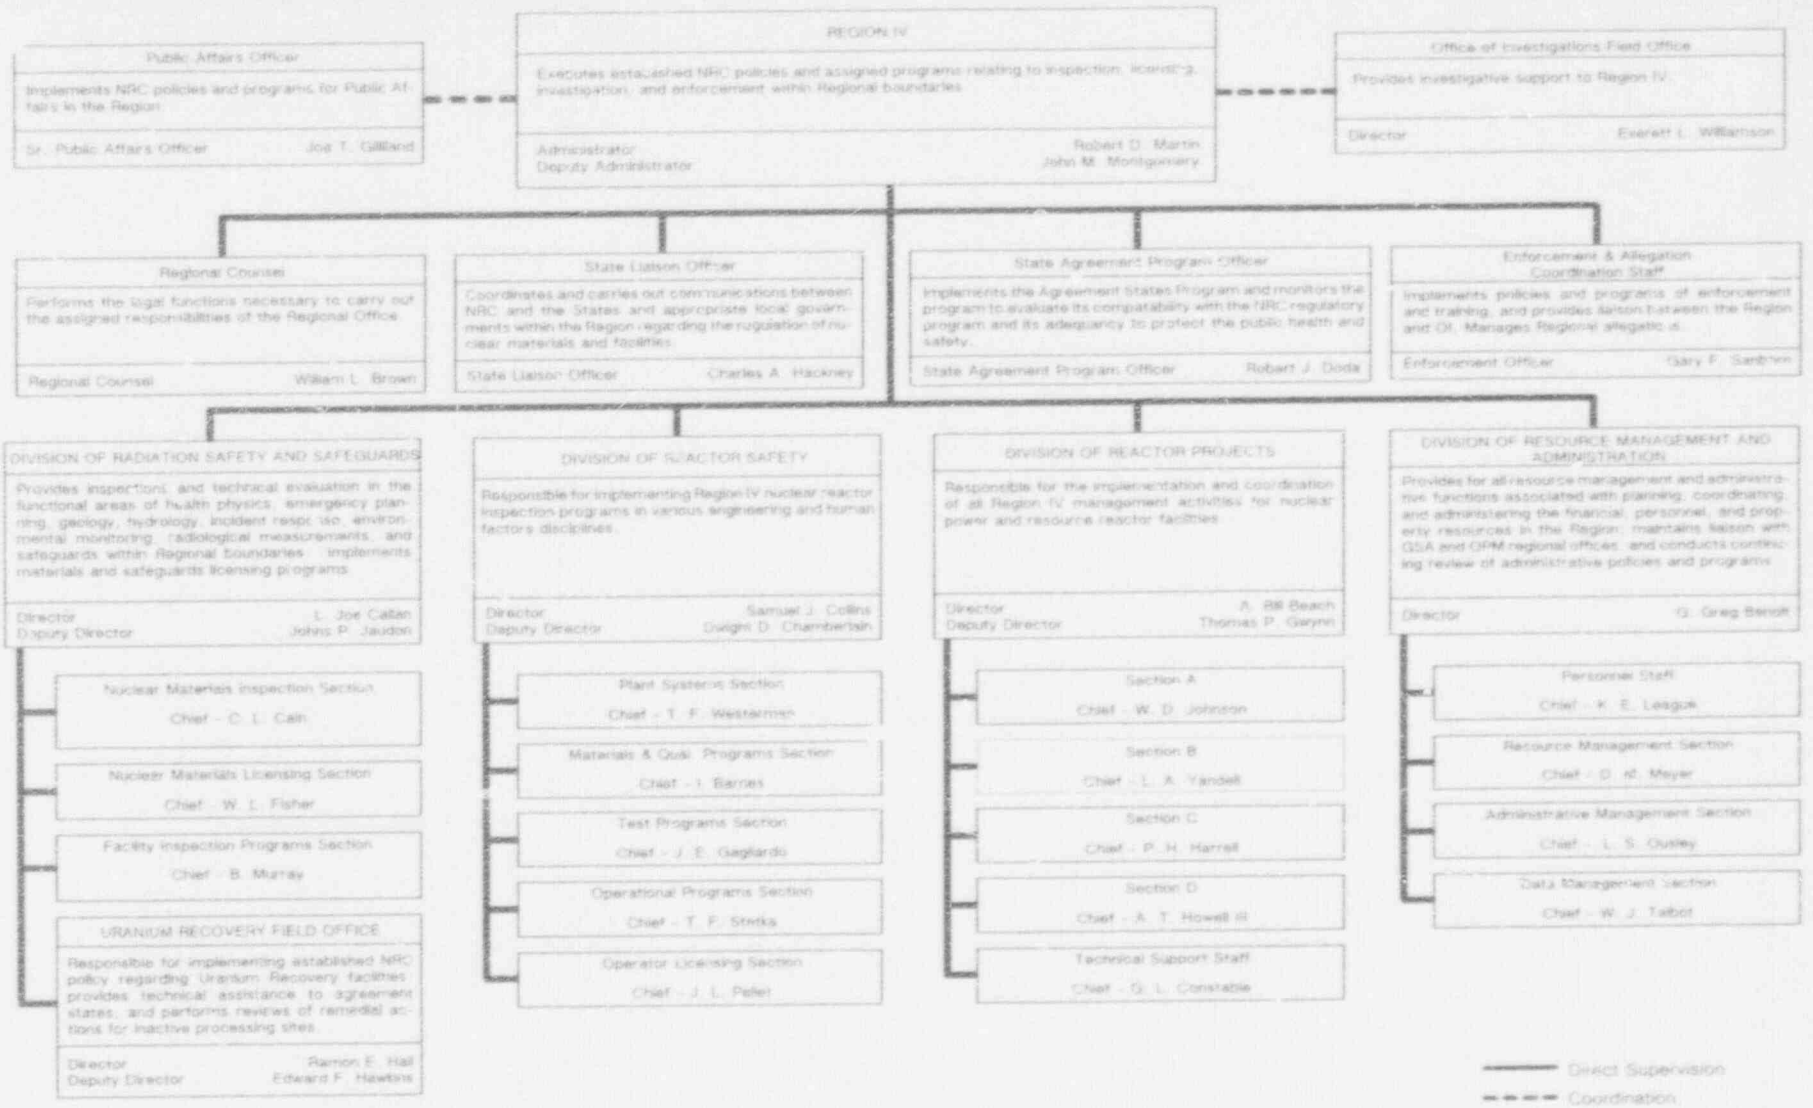 Public Affairs Officer
Implements NRC policies and programs for Public Af-
fairs in the Region.
Sr. Public Affairs Officer Joe T. Gilliland
REGION IV
Executes established NRC policies and assigned programs relating to inspection, licensing,
investigation, and enforcement within Regional boundaries.
Administrator Robert D. Martin
Deputy Administrator John M. Montgomery
Office of Investigations Field Office
Provides investigative support to Region IV.
Director Everett L. Williamson
Regional Counsel
Performs the legal functions necessary to carry out
the assigned responsibilities of the Regional Office.
Regional Counsel William L. Brown
State Liaison Officer
Coordinates and carries out communications between
NRC and the States and appropriate local govern-
ments within the Region regarding the regulation of nu-
clear materials and facilities.
State Liaison Officer Charles A. Hackney
State Agreement Program Officer
Implements the Agreement States Program and monitors the
program to evaluate its compatability with the NRC regulatory
program and its adequancy to protect the public health and
safety.
State Agreement Program Officer Robert J. Doda
Enforcement & Allegation
Coordination Staff
Implements policies and programs of enforcement
and training, and provides liaison between the Region
and OI. Manages Regional allegations.
Enforcement Officer Gary F. Sanborn
DIVISION OF RADIATION SAFETY AND SAFEGUARDS
Provides inspections and technical evaluation in the
functional areas of health physics, emergency plan-
ning, geology, hydrology, incident response, environ-
mental monitoring, radiological measurements, and
safeguards within Regional boundaries. Implements
materials and safeguards licensing programs.
Director L. Joe Callan
Deputy Director Johns P. Jaudon
Nuclear Materials Inspection Section
Chief - C. L. Cain
Nuclear Materials Licensing Section
Chief - W. L. Fisher
Facility Inspection Programs Section
Chief - B. Murray
URANIUM RECOVERY FIELD OFFICE
Responsible for implementing established NRC
policy regarding Uranium Recovery facilities
provides technical assistance to agreement
states, and performs reviews of remedial ac-
tions for inactive processing sites.
Director Ramon E. Hall
Deputy Director Edward F. Hawkins
DIVISION OF REACTOR SAFETY
Responsible for implementing Region IV nuclear reactor
inspection programs in various engineering and human
factors disciplines.
Director Samuel J. Collins
Deputy Director Dwight D. Chamberlain
Plant Systems Section
Chief - T. F. Westerman
Materials & Qual. Programs Section
Chief - I. Barnes
Test Programs Section
Chief - J. E. Gagliardo
Operational Programs Section
Chief - T. F. Stetka
Operator Licensing Section
Chief - J. L. Pellet
DIVISION OF REACTOR PROJECTS
Responsible for the implementation and coordination
of all Region IV management activities for nuclear
power and resource reactor facilities.
Director A. Bill Beach
Deputy Director Thomas P. Gwynn
Section A
Chief - W. D. Johnson
Section B
Chief - L. A. Yandell
Section C
Chief - P. H. Harrell
Section D
Chief - A. T. Howell III
Technical Support Staff
Chief - G. L. Constable
DIVISION OF RESOURCE MANAGEMENT AND
ADMINISTRATION
Provides for all resource management and administra-
tive functions associated with planning, coordinating,
and administering the financial, personnel, and prop-
erty resources in the Region; maintains liaison with
GSA and OPM regional offices, and conducts continu-
ing review of administrative policies and programs.
Director G. Greg Benoit
Personnel Staff
Chief - K. E. League
Resource Management Section
Chief - D. M. Meyer
Administrative Management Section
Chief - L. S. Ousley
Data Management Section
Chief - W. J. Talbot
Direct Supervision
Coordination